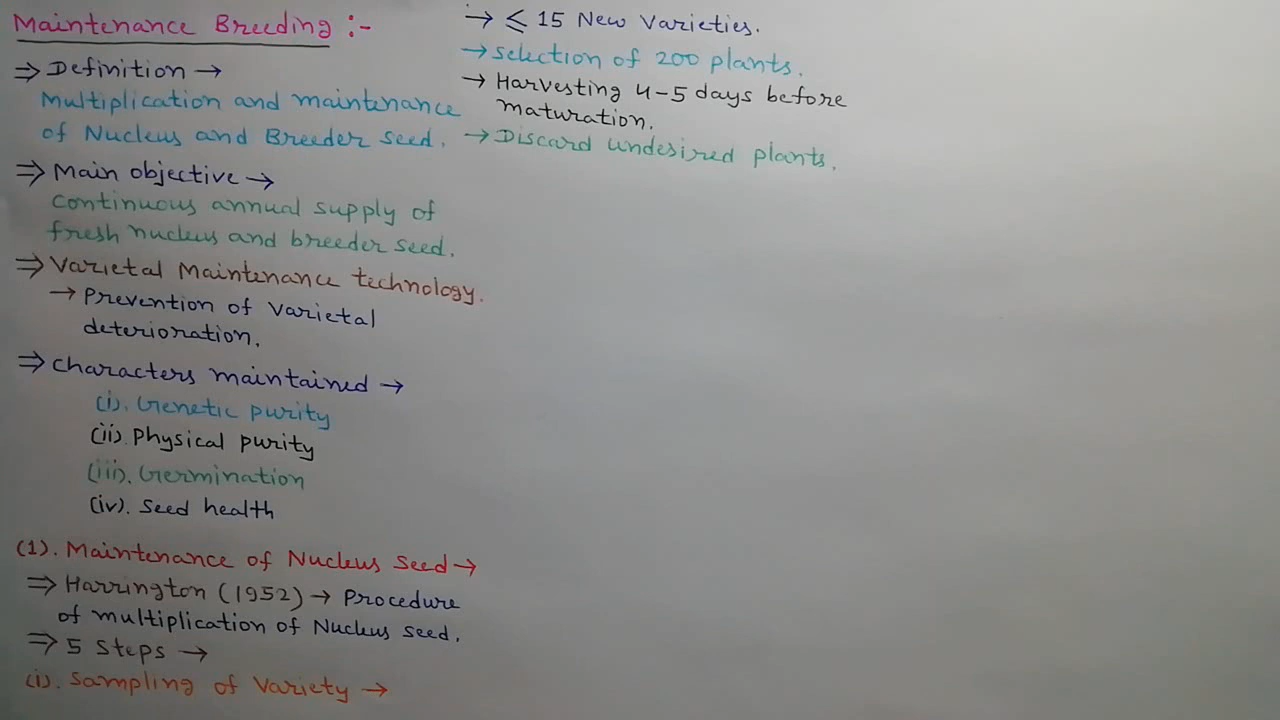 Maintenance Breeding :-
⇒ Definition →
Multiplication and maintenance
of Nucleus and Breeder seed.
⇒ Main objective →
continuous annual supply of
fresh nucleus and breeder seed.
⇒ Varietal Maintenance technology.
→ Prevention of varietal
deterioration.
⇒ Characters maintained →
(i). Genetic purity
(ii). Physical purity
(iii). Germination
(iv). Seed health
(1). Maintenance of Nucleus Seed →
⇒ Harrington (1952) → Procedure
of multiplication of Nucleus seed.
⇒ 5 Steps →
(i). Sampling of Variety →
→ ≤ 15 New Varieties.
→ Selection of 200 plants.
→ Harvesting 4-5 days before
maturation.
→ Discard undesired plants.